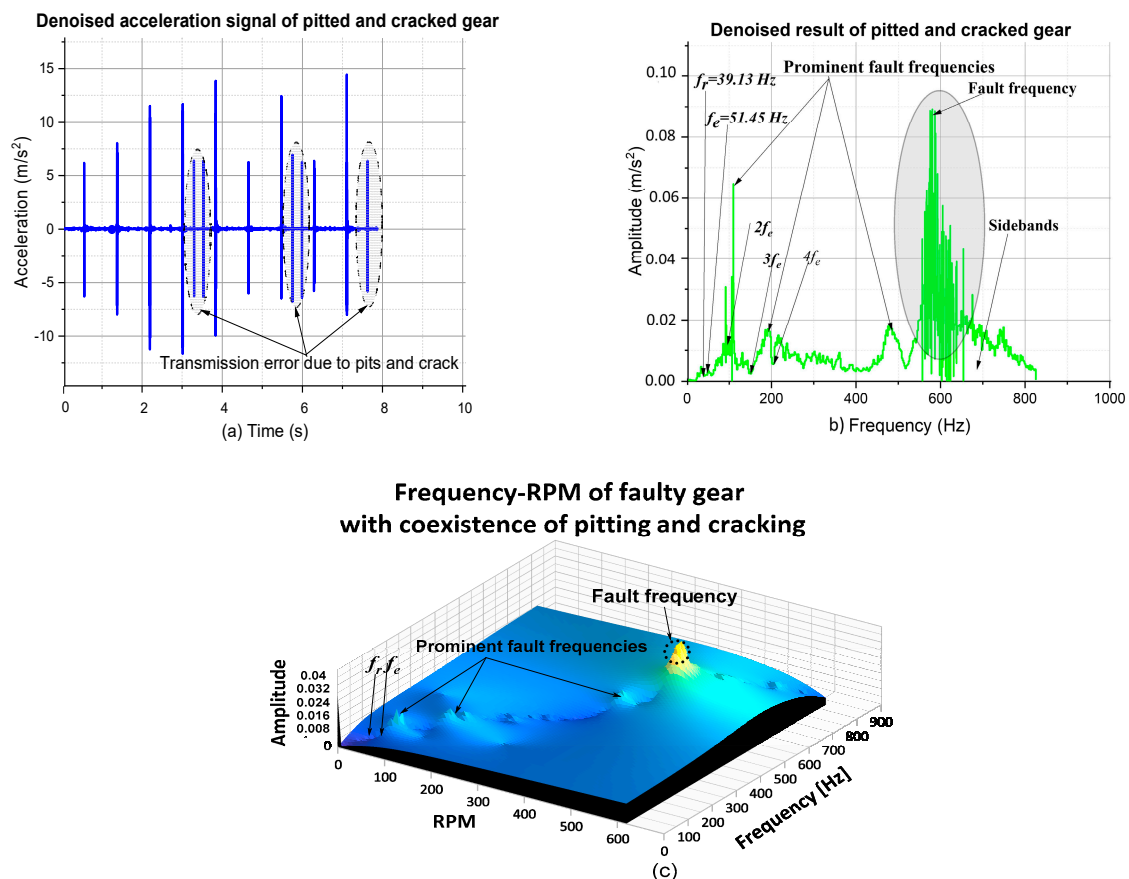 Denoised acceleration signal of pitted and cracked gear
Acceleration (m/s²)
15
10
5
0
-5
-10
Transmission error due to pits and crack
0
2
4
6
8
10
(a) Time (s)
Denoised result of pitted and cracked gear
Amplitude (m/s²)
0.10
0.08
0.06
0.04
0.02
0.00
Prominent fault frequencies
fr=39.13 Hz
fe=51.45 Hz
Fault frequency
2fe
3fe
4fe
Sidebands
0
200
400
600
800
1000
b) Frequency (Hz)
Frequency-RPM of faulty gear
with coexistence of pitting and cracking
Fault frequency
Prominent fault frequencies
fr fe
Amplitude
0.04
0.032
0.024
0.016
0.008
0
0
100
200
300
400
500
600
RPM
0
100
200
300
400
500
600
700
800
900
Frequency [Hz]
(c)